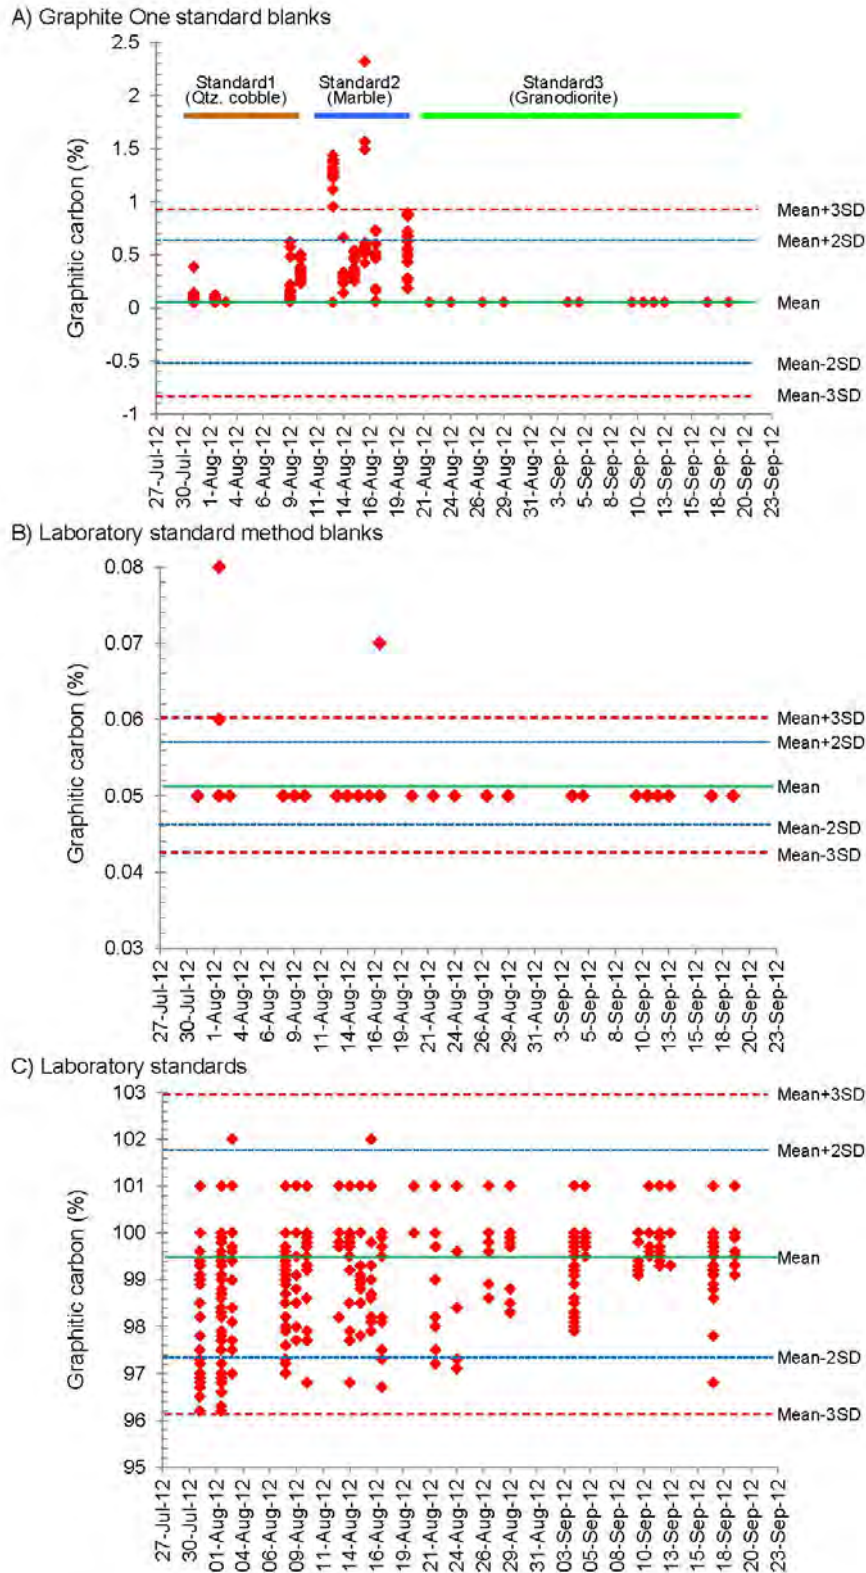 A) Graphite One standard blanks
2.5
Standard1 Standard2 Standard3
(Qtz. cobble) (Marble) (Granodiorite)
2
1.5
1
0.5
0
-0.5
-1
Graphitic carbon (%)
Mean+3SD
Mean+2SD
Mean
Mean-2SD
Mean-3SD
27-Jul-12
30-Jul-12
1-Aug-12
4-Aug-12
6-Aug-12
9-Aug-12
11-Aug-12
14-Aug-12
16-Aug-12
19-Aug-12
21-Aug-12
24-Aug-12
26-Aug-12
29-Aug-12
31-Aug-12
3-Sep-12
5-Sep-12
8-Sep-12
10-Sep-12
13-Sep-12
15-Sep-12
18-Sep-12
20-Sep-12
23-Sep-12
B) Laboratory standard method blanks
0.08
0.07
0.06
0.05
0.04
0.03
Graphitic carbon (%)
Mean+3SD
Mean+2SD
Mean
Mean-2SD
Mean-3SD
27-Jul-12
30-Jul-12
1-Aug-12
4-Aug-12
6-Aug-12
9-Aug-12
11-Aug-12
14-Aug-12
16-Aug-12
19-Aug-12
21-Aug-12
24-Aug-12
26-Aug-12
29-Aug-12
31-Aug-12
3-Sep-12
5-Sep-12
8-Sep-12
10-Sep-12
13-Sep-12
15-Sep-12
18-Sep-12
20-Sep-12
23-Sep-12
C) Laboratory standards
103
102
101
100
99
98
97
96
95
Graphitic carbon (%)
Mean+3SD
Mean+2SD
Mean
Mean-2SD
Mean-3SD
27-Jul-12
30-Jul-12
01-Aug-12
04-Aug-12
06-Aug-12
09-Aug-12
11-Aug-12
14-Aug-12
16-Aug-12
19-Aug-12
21-Aug-12
24-Aug-12
26-Aug-12
29-Aug-12
31-Aug-12
03-Sep-12
05-Sep-12
08-Sep-12
10-Sep-12
13-Sep-12
15-Sep-12
18-Sep-12
20-Sep-12
23-Sep-12